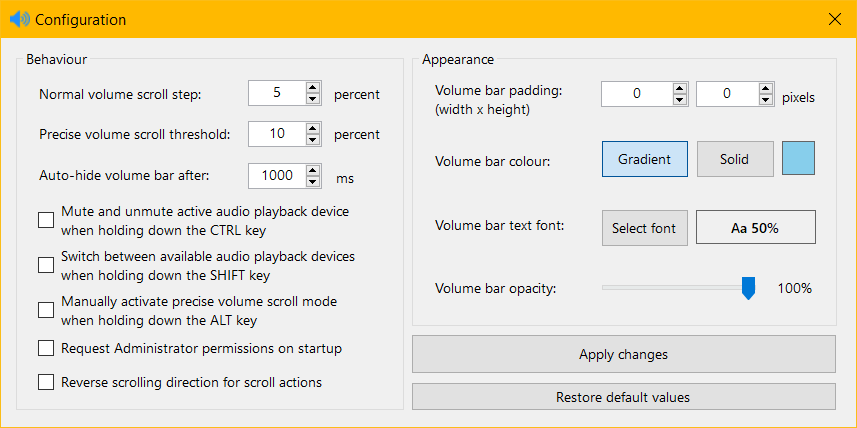 Configuration
Behaviour
Normal volume scroll step: 5 percent
Precise volume scroll threshold: 10 percent
Auto-hide volume bar after: 1000 ms
Mute and unmute active audio playback device
when holding down the CTRL key
Switch between available audio playback devices
when holding down the SHIFT key
Manually activate precise volume scroll mode
when holding down the ALT key
Request Administrator permissions on startup
Reverse scrolling direction for scroll actions
Appearance
Volume bar padding: 0 0 pixels
(width x height)
Volume bar colour: Gradient Solid
Volume bar text font: Select font Aa 50%
Volume bar opacity: 100%
Apply changes
Restore default values